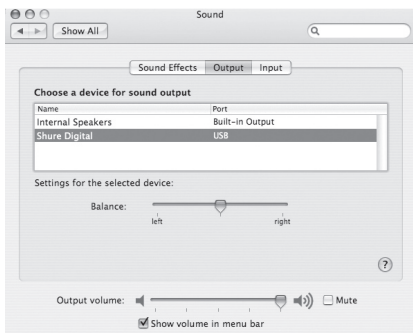 Sound
Show All
Sound Effects Output Input
Choose a device for sound output
Name Port
Internal Speakers Built-in Output
Shure Digital USB
Settings for the selected device:
Balance:
left right
?
Output volume: Mute
Show volume in menu bar